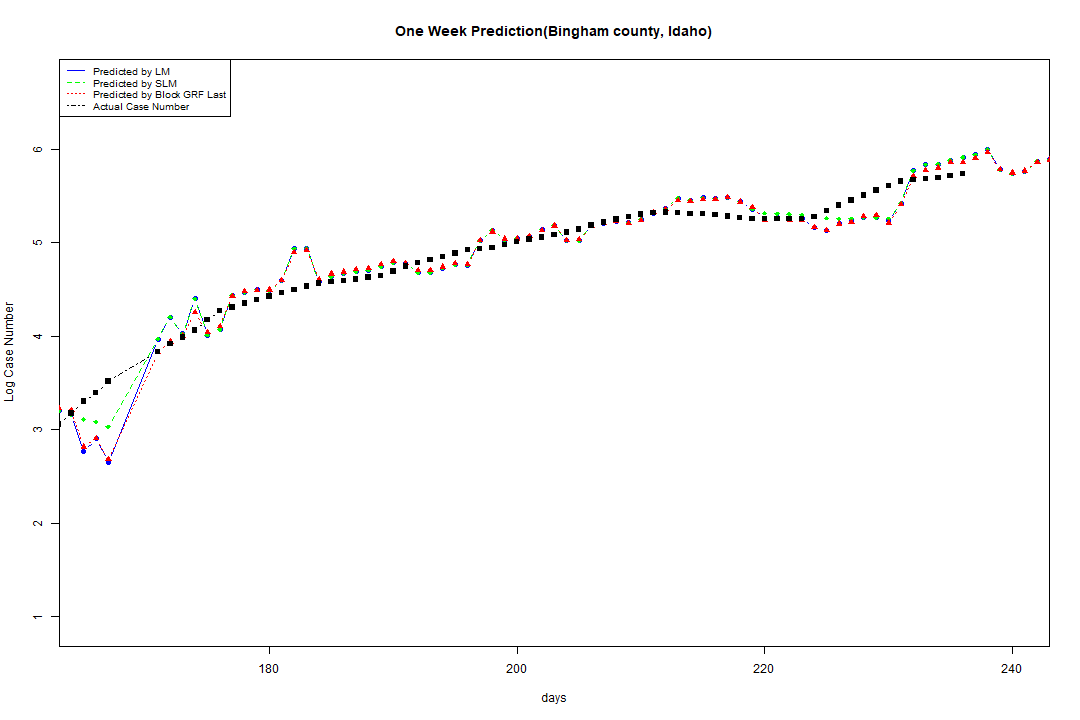 One Week Prediction(Bingham county, Idaho)
Predicted by LM
Predicted by SLM
Predicted by Block GRF Last
Actual Case Number
6
5
4
3
2
1
Log Case Number
180 200 220 240
days